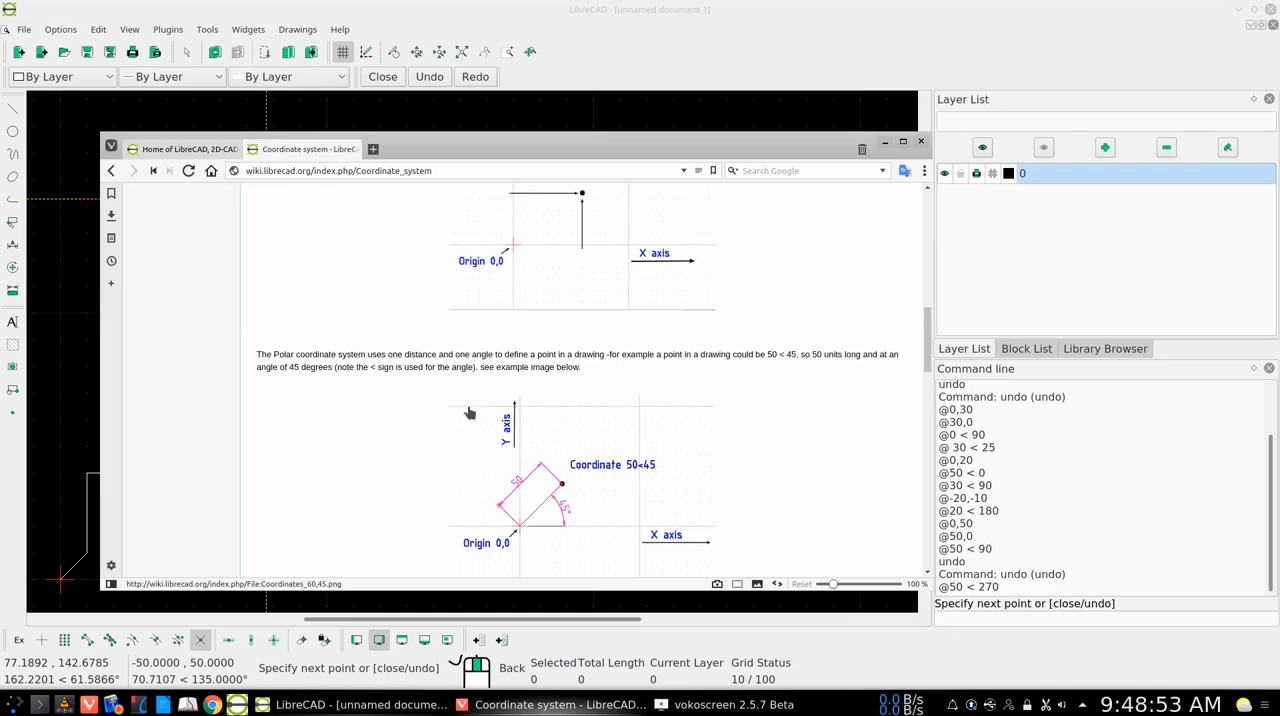 LibreCAD - [unnamed document 1]
File Options Edit View Plugins Tools Widgets Drawings Help
By Layer By Layer By Layer Close Undo Redo
Layer List
0
Layer List Block List Library Browser
Command line
undo
Command: undo (undo)
@0,30
@30,0
@0 < 90
@ 30 < 25
@0,20
@50 < 0
@30 < 90
@-20,-10
@20 < 180
@0,50
@50,0
@50 < 90
undo
Command: undo (undo)
@50 < 270
Specify next point or [close/undo]
Home of LibreCAD, 2D-CAD Coordinate system - LibreC
wiki.librecad.org/index.php/Coordinate_system Search Google
X axis
Origin 0,0
The Polar coordinate system uses one distance and one angle to define a point in a drawing -for example a point in a drawing could be 50 < 45, so 50 units long and at an
angle of 45 degrees (note the < sign is used for the angle). see example image below.
Y axis
Coordinate 50<45
50
45°
X axis
Origin 0,0
http://wiki.librecad.org/index.php/File:Coordinates_60,45.png Reset 100 %
Ex
77.1892 , 142.6785 -50.0000 , 50.0000 Specify next point or [close/undo] Back Selected Total Length Current Layer Grid Status
162.2201 < 61.5866° 70.7107 < 135.0000° 0 0 0 10 / 100
LibreCAD - [unnamed docume... Coordinate system - LibreCA... vokoscreen 2.5.7 Beta 0.0 B/s 0.0 B/s 9:48:53 AM